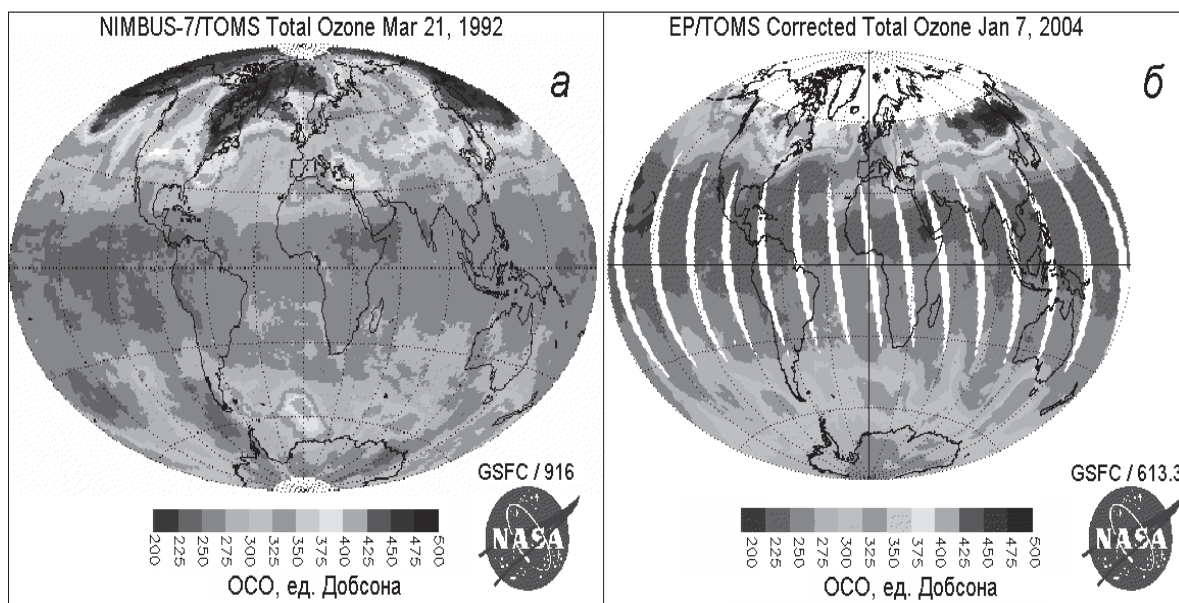 NIMBUS-7/TOMS Total Ozone Mar 21, 1992
а
GSFC / 916
NASA
200 225 250 275 300 325 350 375 400 425 450 475 500
ОСО, ед. Добсона
EP/TOMS Corrected Total Ozone Jan 7, 2004
б
GSFC / 613.3
NASA
200 225 250 275 300 325 350 375 400 425 450 475 500
ОСО, ед. Добсона